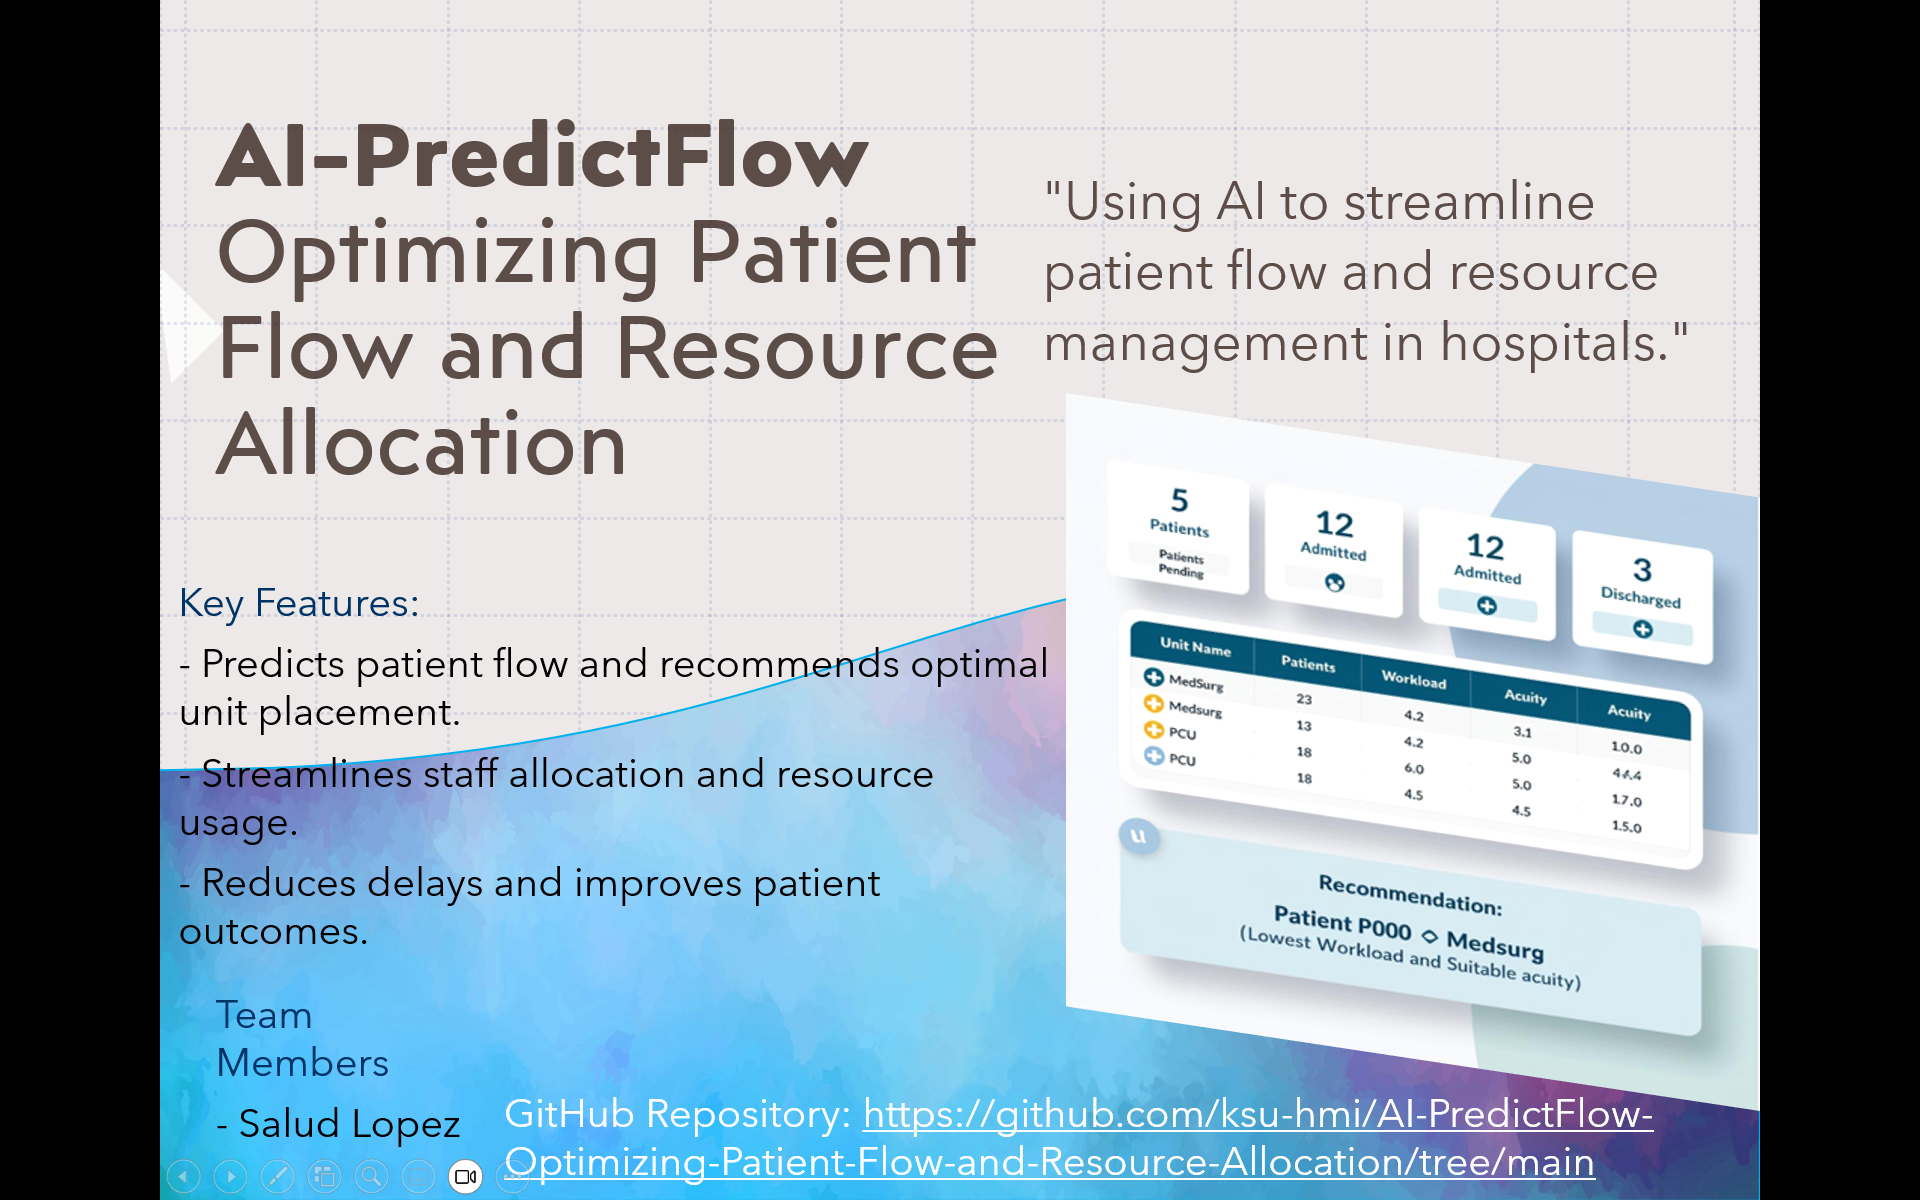 AI-PredictFlow
Optimizing Patient
Flow and Resource
Allocation
"Using AI to streamline
patient flow and resource
management in hospitals."
Key Features:
- Predicts patient flow and recommends optimal
unit placement.
- Streamlines staff allocation and resource
usage.
- Reduces delays and improves patient
outcomes.
Team
Members
- Salud Lopez
5
Patients
Patients
Pending
12
Admitted
12
Admitted
3
Discharged
Unit Name Patients Workload Acuity Acuity
MedSurg 23 4.2 3.1 10.0
Medsurg 13 4.2 5.0 44.4
PCU 18 6.0 5.0 17.0
PCU 18 4.5 4.5 15.0
u
Recommendation:
Patient P000 Medsurg
(Lowest Workload and Suitable acuity)
GitHub Repository: https://github.com/ksu-hmi/AI-PredictFlow-
Optimizing-Patient-Flow-and-Resource-Allocation/tree/main